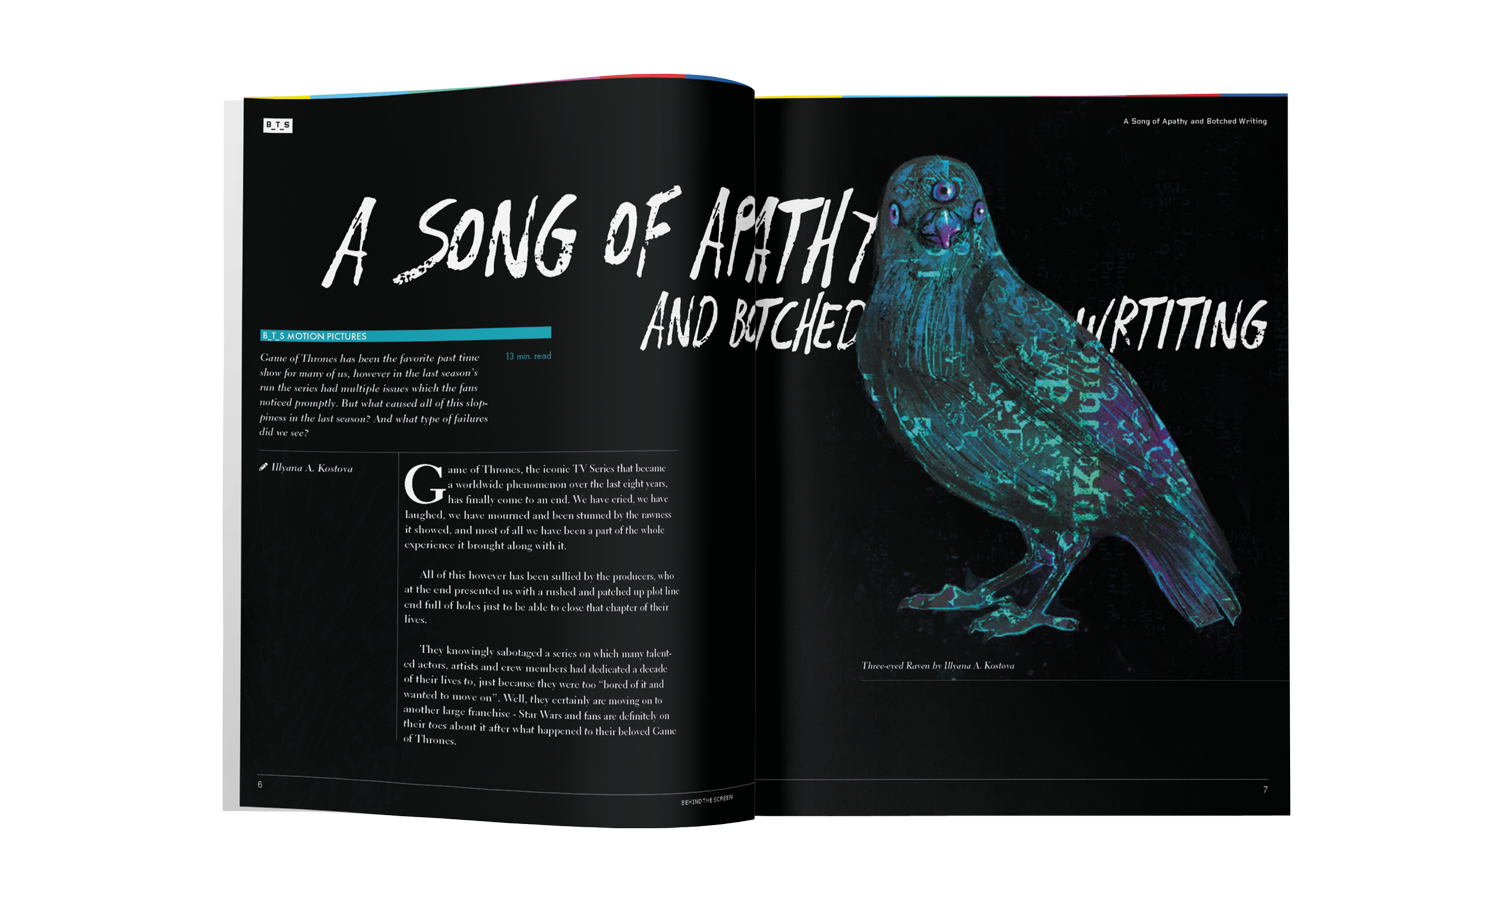 B_T_S
A Song of Apathy and Botched Writing
A SONG OF APATHY
AND BOTCHED WRTITING
B_T_S MOTION PICTURES
13 min. read
Game of Thrones has been the favorite past time
show for many of us, however in the last season's
run the series had multiple issues which the fans
noticed promptly. But what caused all of this slop-
piness in the last season? And what type of failures
did we see?
Illyana A. Kostova
Game of Thrones, the iconic TV Series that became
a worldwide phenomenon over the last eight years,
has finally come to an end. We have cried, we have
laughed, we have mourned and been stunned by the rawness
it showed, and most of all we have been a part of the whole
experience it brought along with it.
All of this however has been sullied by the producers, who
at the end presented us with a rushed and patched up plot line
end full of holes just to be able to close that chapter of their
lives.
They knowingly sabotaged a series on which many talent-
ed actors, artists and crew members had dedicated a decade
of their lives to, just because they were too "bored of it and
wanted to move on". Well, they certainly are moving on to
another large franchise - Star Wars and fans are definitely on
their toes about it after what happened to their beloved Game
of Thrones.
Three-eyed Raven by Illyana A. Kostova
6
BEHIND THE SCREEN
7